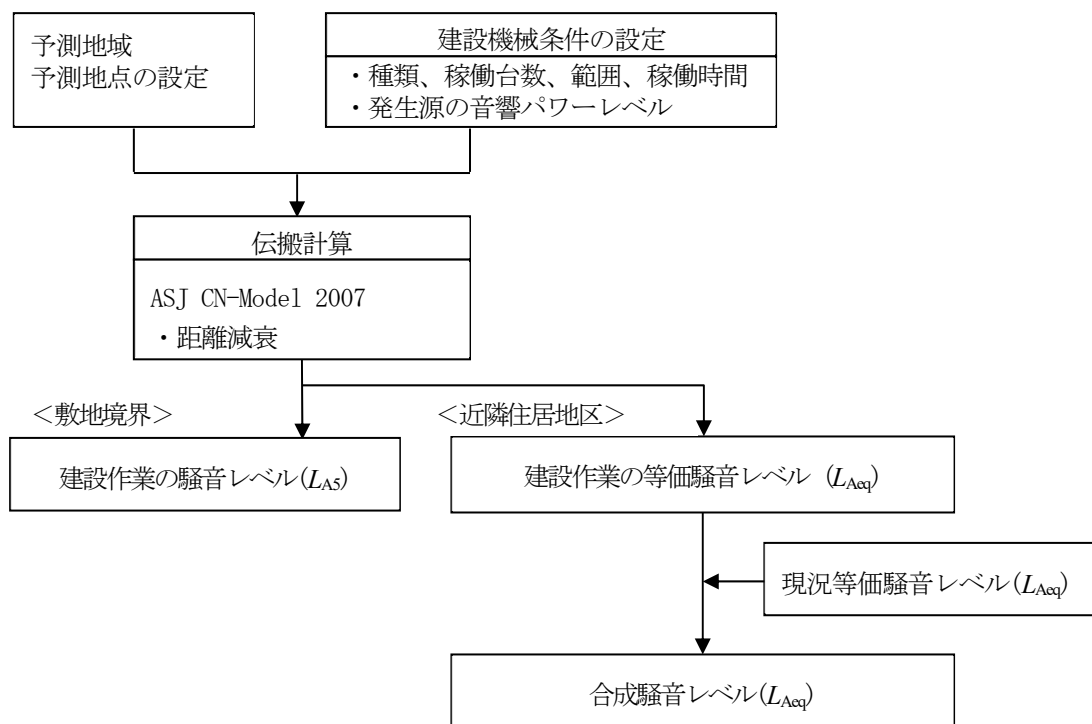 予測地域
予測地点の設定
建設機械条件の設定
・種類、稼働台数、範囲、稼働時間
・発生源の音響パワーレベル
伝搬計算
ASJ CN-Model 2007
・距離減衰
＜敷地境界＞
＜近隣住居地区＞
建設作業の騒音レベル(LA5)
建設作業の等価騒音レベル (LAeq)
現況等価騒音レベル(LAeq)
合成騒音レベル(LAeq)